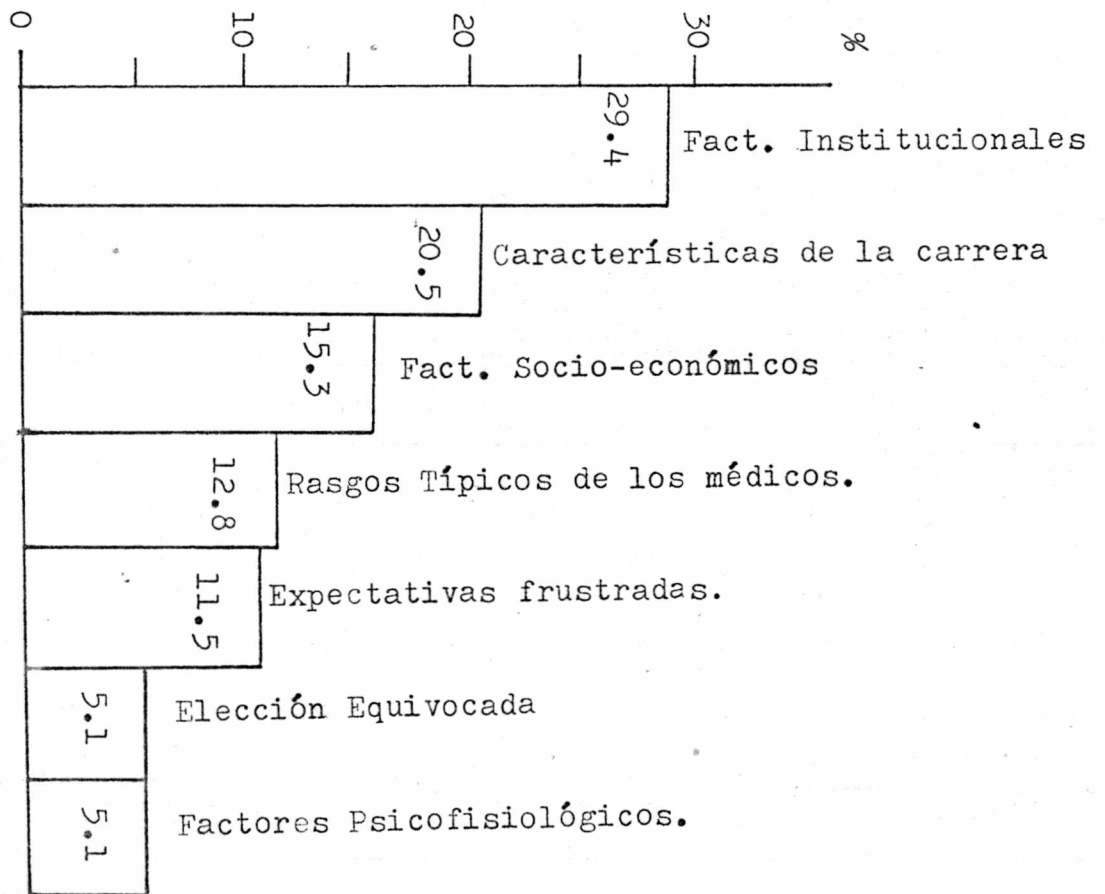 0 10 20 30 %
29.4 Fact. Institucionales
20.5 Característicticas de la carrera
15.3 Fact. Socio-económicos
12.8 Rasgos Típicos de los médicos.
11.5 Expectativas frustradas.
5.1 Elección Equivocada
5.1 Factores Psicofisiológicos.